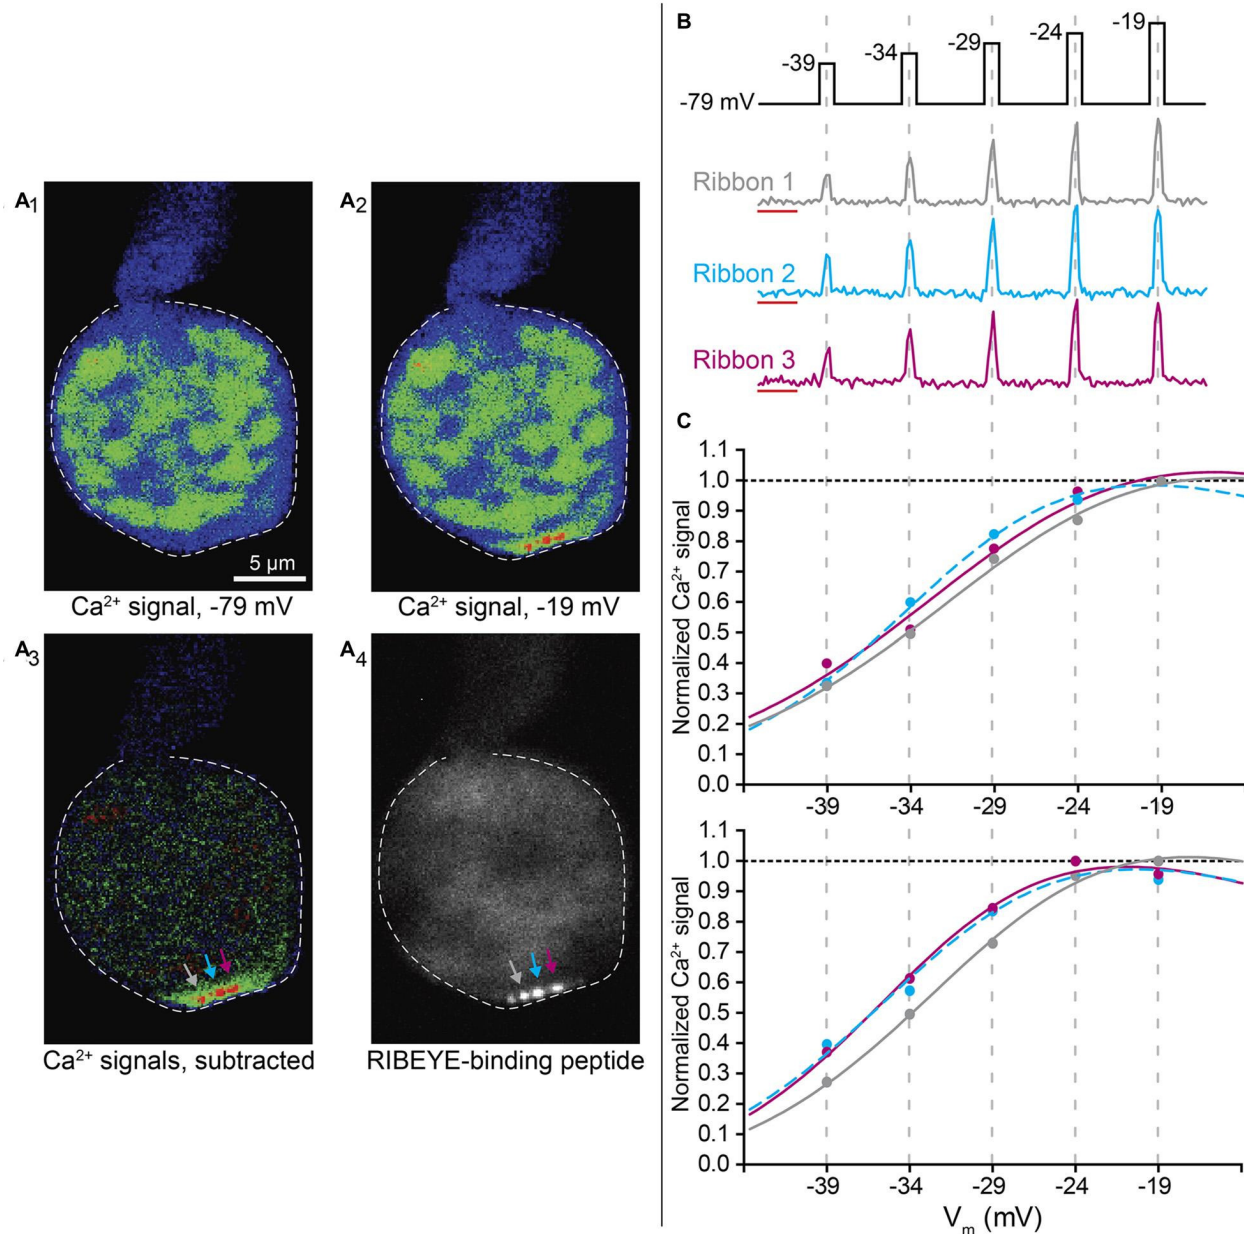 A1
A2
5 µm
Ca²⁺ signal, -79 mV
Ca²⁺ signal, -19 mV
A3
A4
Ca²⁺ signals, subtracted
RIBEYE-binding peptide
B
-39
-34
-29
-24
-19
-79 mV
Ribbon 1
Ribbon 2
Ribbon 3
C
Normalized Ca²⁺ signal
1.1
1.0
0.9
0.8
0.7
0.6
0.5
0.4
0.3
0.2
0.1
0.0
-39 -34 -29 -24 -19
Normalized Ca²⁺ signal
1.1
1.0
0.9
0.8
0.7
0.6
0.5
0.4
0.3
0.2
0.1
0.0
-39 -34 -29 -24 -19
Vm (mV)